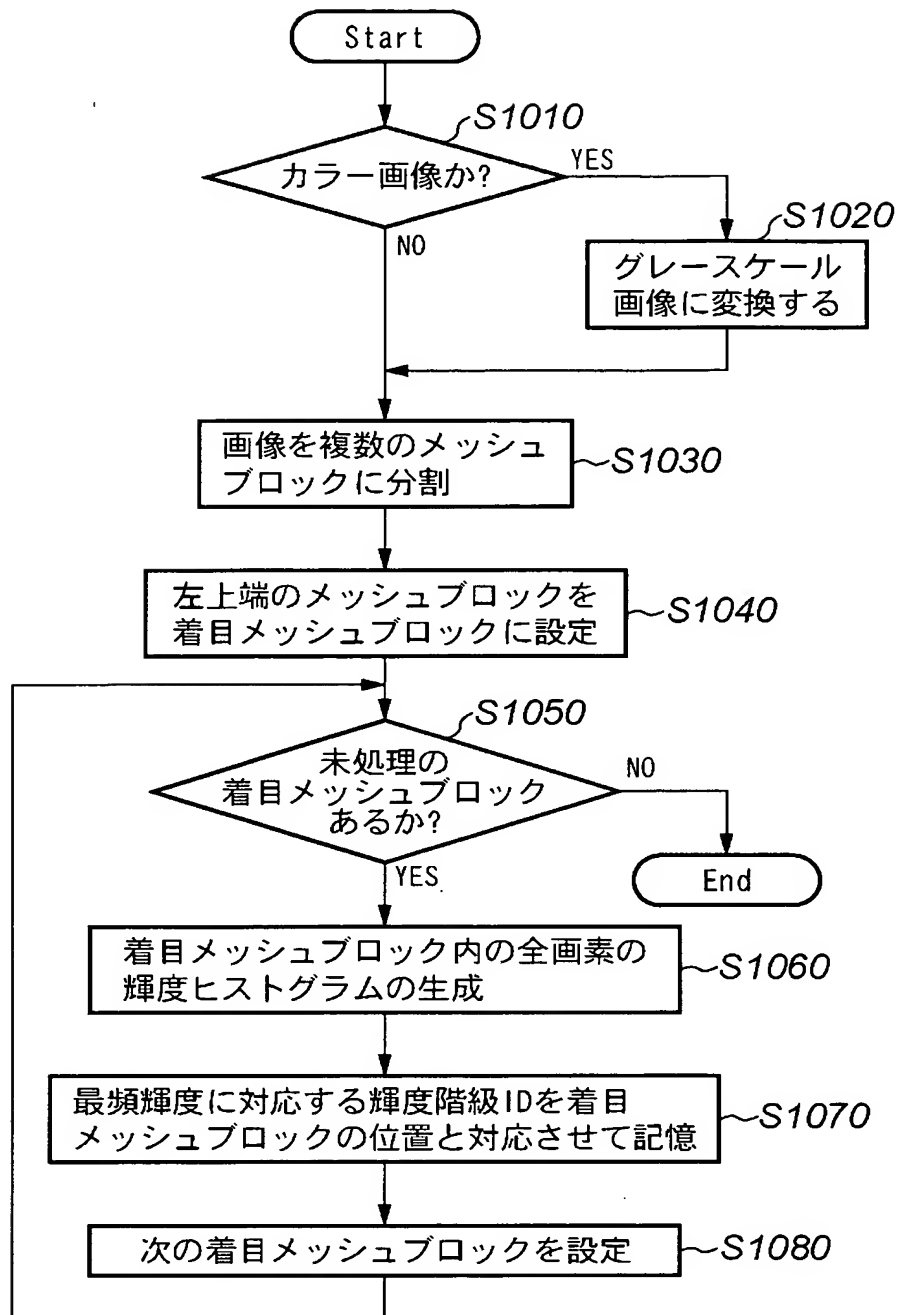 Start
S1010
カラー画像か?
YES
NO
S1020
グレースケール
画像に変換する
画像を複数のメッシュ
ブロックに分割
S1030
左上端のメッシュブロックを
着目メッシュブロックに設定
S1040
S1050
未処理の
着目メッシュブロック
あるか?
NO
YES
End
着目メッシュブロック内の全画素の
輝度ヒストグラムの生成
S1060
最頻輝度に対応する輝度階級IDを着目
メッシュブロックの位置と対応させて記憶
S1070
次の着目メッシュブロックを設定
S1080